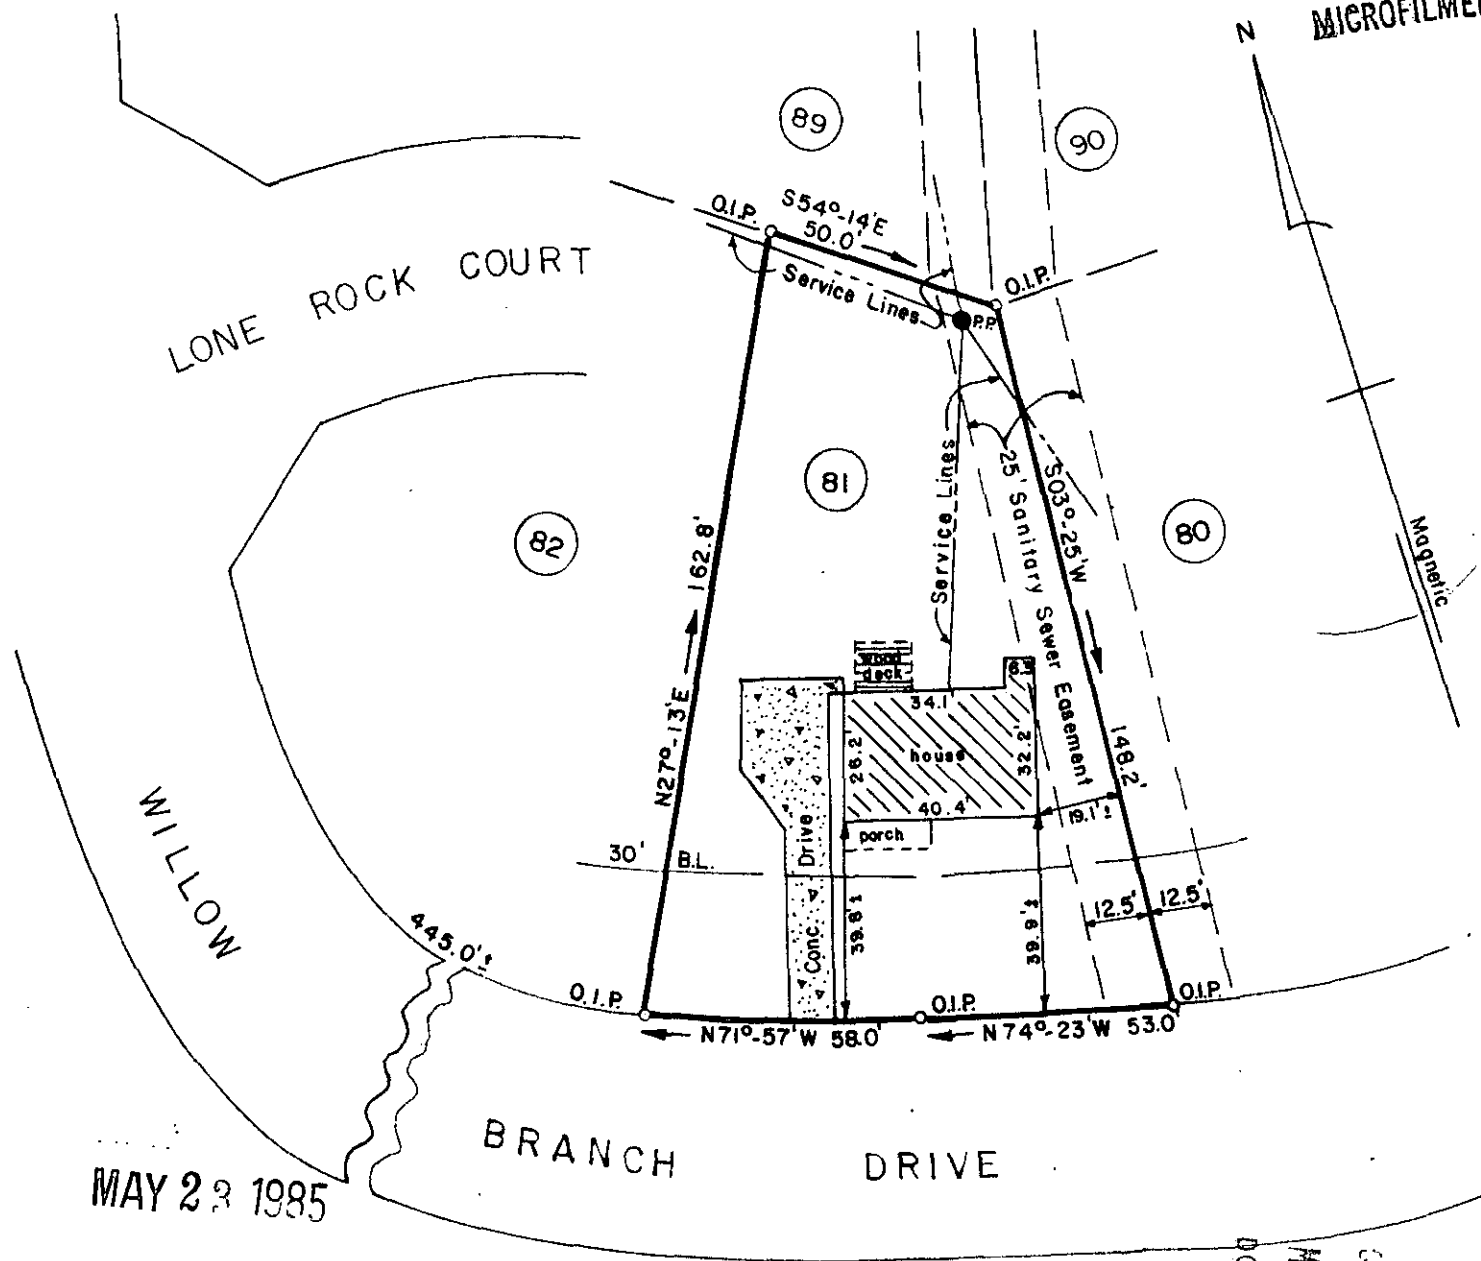 N
89
90
O.I.P.
S54°-14'E
50.0'
O.I.P.
LONE ROCK COURT
Service Lines
P.P.
81
82
80
Service Lines
25' Sanitary Sewer Easement
S03°-25'W
148.2'
Magnetic
N27°-13'E 162.8'
wood
deck
6.3
34.1'
26.2'
house
32.2'
40.4'
19.1'±
porch
Conc. Drive
30' B.L.
39.8'±
39.9'±
12.5'
12.5'
445.0'±
O.I.P.
O.I.P.
O.I.P.
N71°-57'W 58.0'
N74°-23'W 53.0'
WILLOW
BRANCH DRIVE
MAY 23 1985